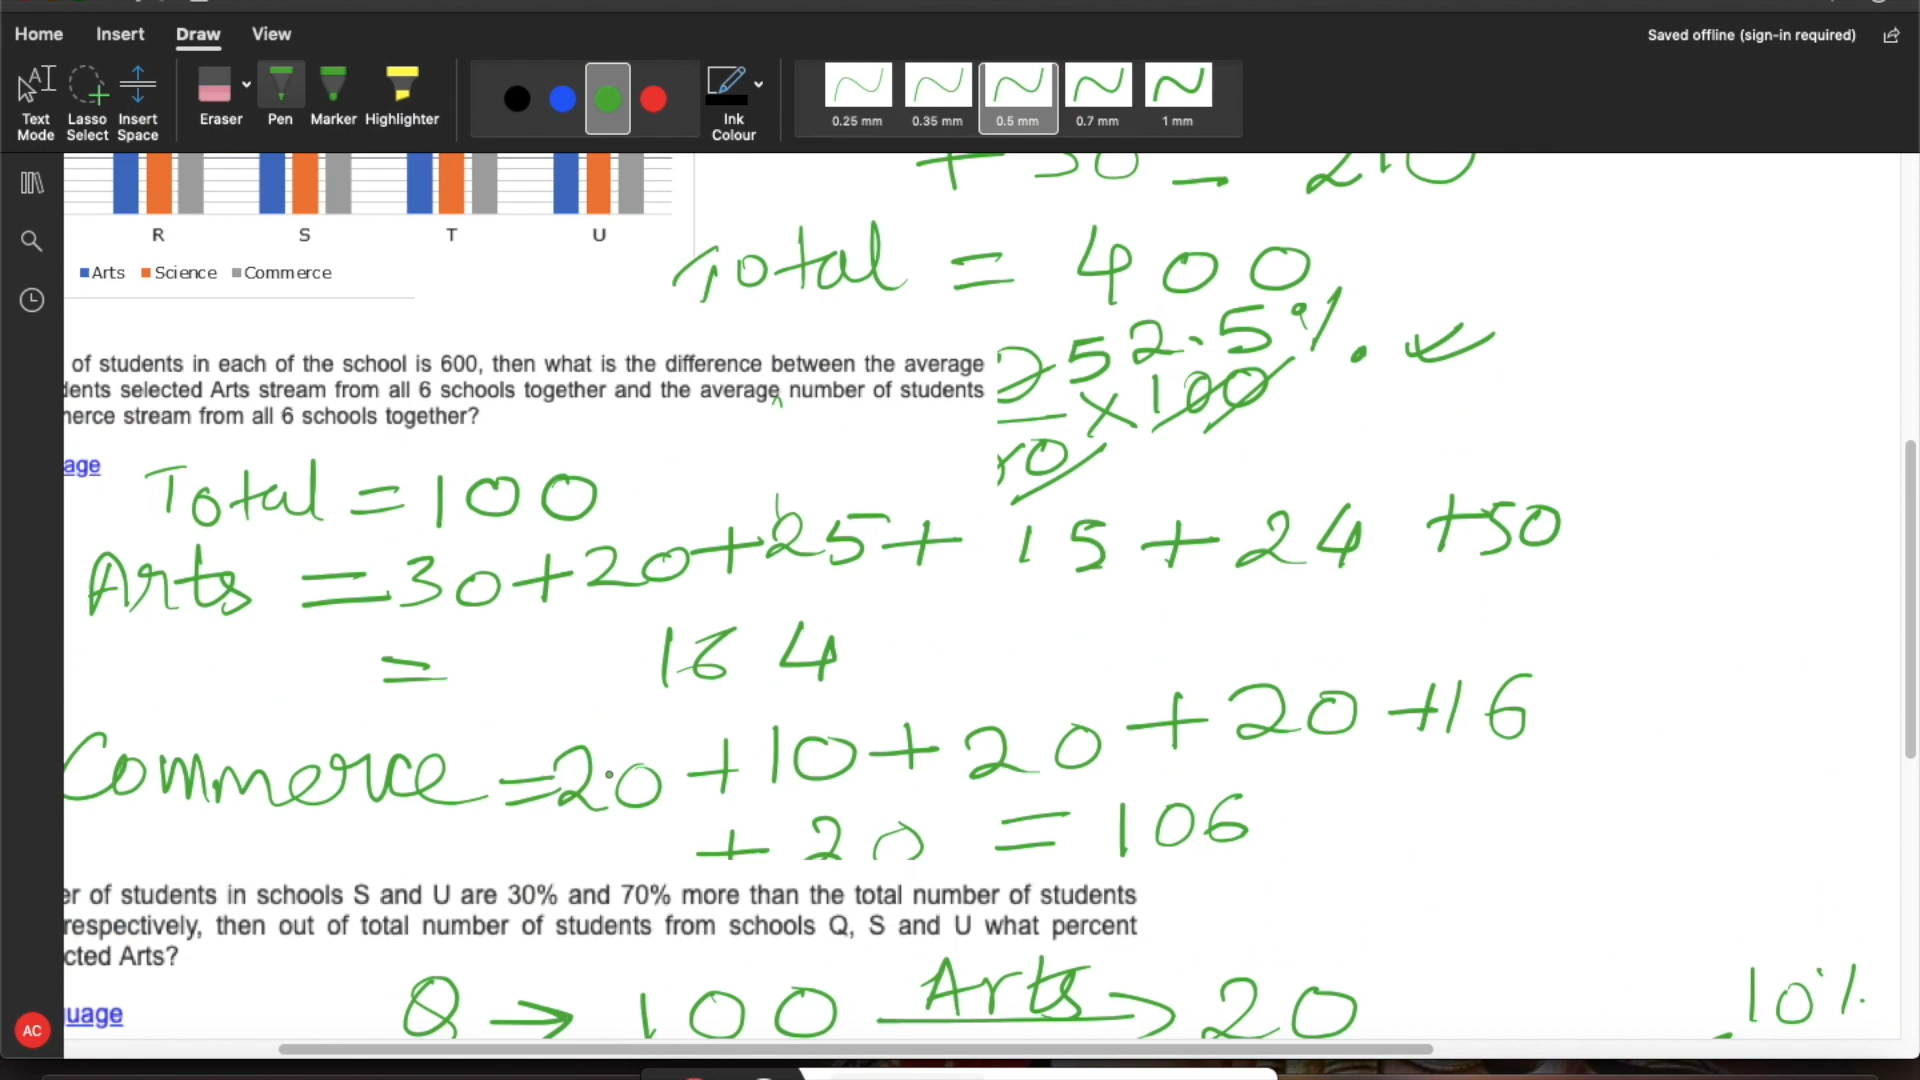 Home Insert Draw View Saved offline (sign-in required)
Text Mode Lasso Select Insert Space Eraser Pen Marker Highlighter Ink Colour 0.25 mm 0.35 mm 0.5 mm 0.7 mm 1 mm
+ 30 = 210
R S T U
Total = 400
Arts Science Commerce
252.5%.
× 100
of students in each of the school is 600, then what is the difference between the average
dents selected Arts stream from all 6 schools together and the average number of students
nerce stream from all 6 schools together?
age
Total = 100
Arts = 30 + 20 + 25 + 15 + 24 + 50
= 164
Commerce = 20 + 10 + 20 + 20 + 16
+ 20 = 106
er of students in schools S and U are 30% and 70% more than the total number of students
respectively, then out of total number of students from schools Q, S and U what percent
cted Arts?
Q → 100 Arts → 20
10%
uage
AC